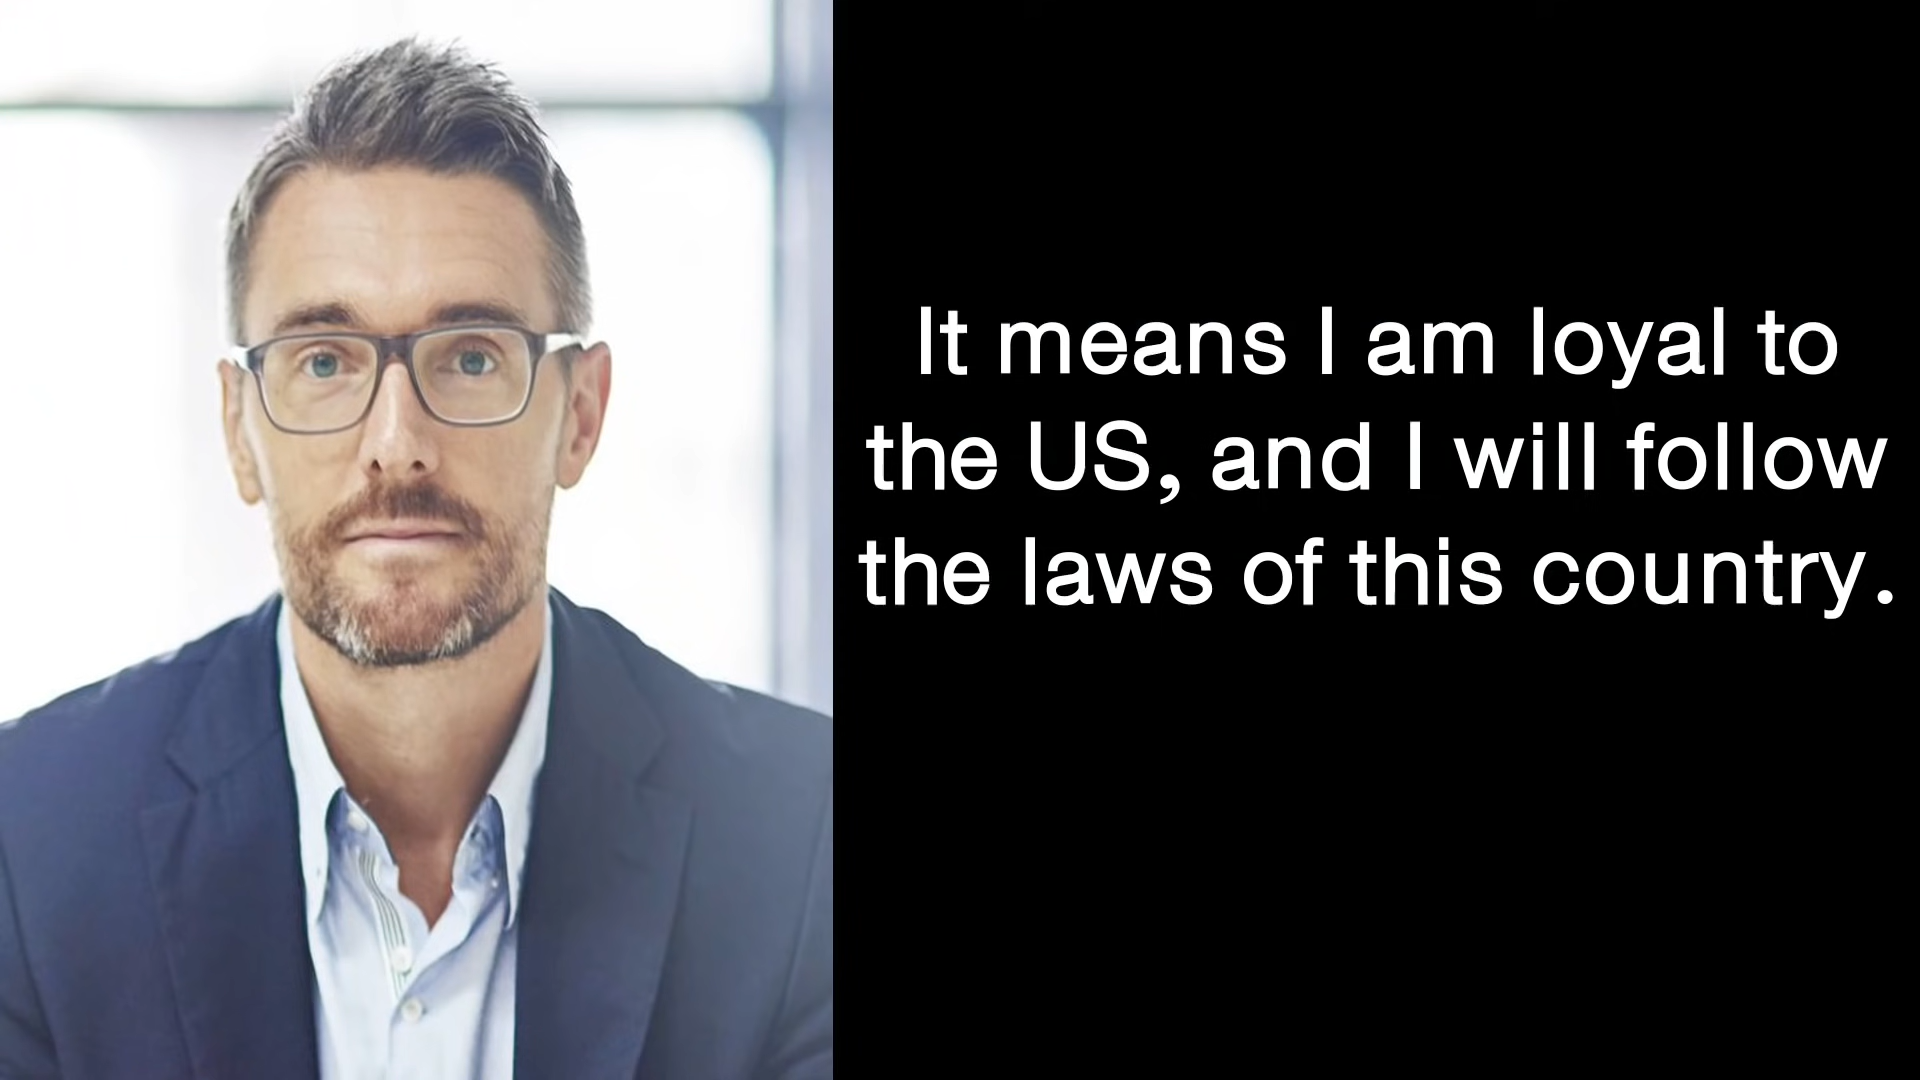 It means I am loyal to
the US, and I will follow
the laws of this country.